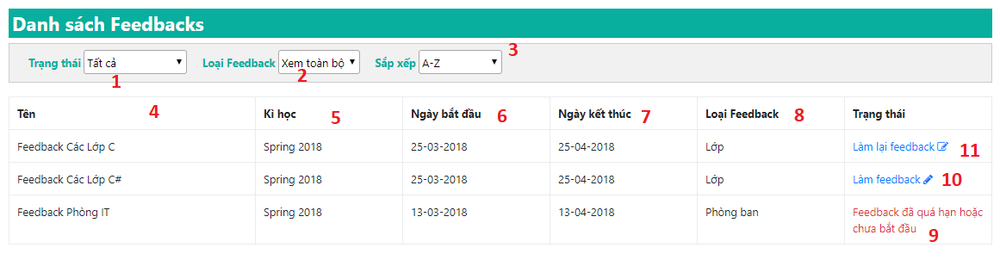 Danh sách Feedbacks
Trạng thái Tất cả Loại Feedback Xem toàn bộ Sắp xếp A-Z 3
1 2
Tên 4 Kì học 5 Ngày bắt đầu 6 Ngày kết thúc 7 Loại Feedback 8 Trạng thái
Feedback Các Lớp C Spring 2018 25-03-2018 25-04-2018 Lớp Làm lại feedback 11
Feedback Các Lớp C# Spring 2018 25-03-2018 25-04-2018 Lớp Làm feedback 10
Feedback Phòng IT Spring 2018 13-03-2018 13-04-2018 Phòng ban Feedback đã quá hạn hoặc
chưa bắt đầu 9